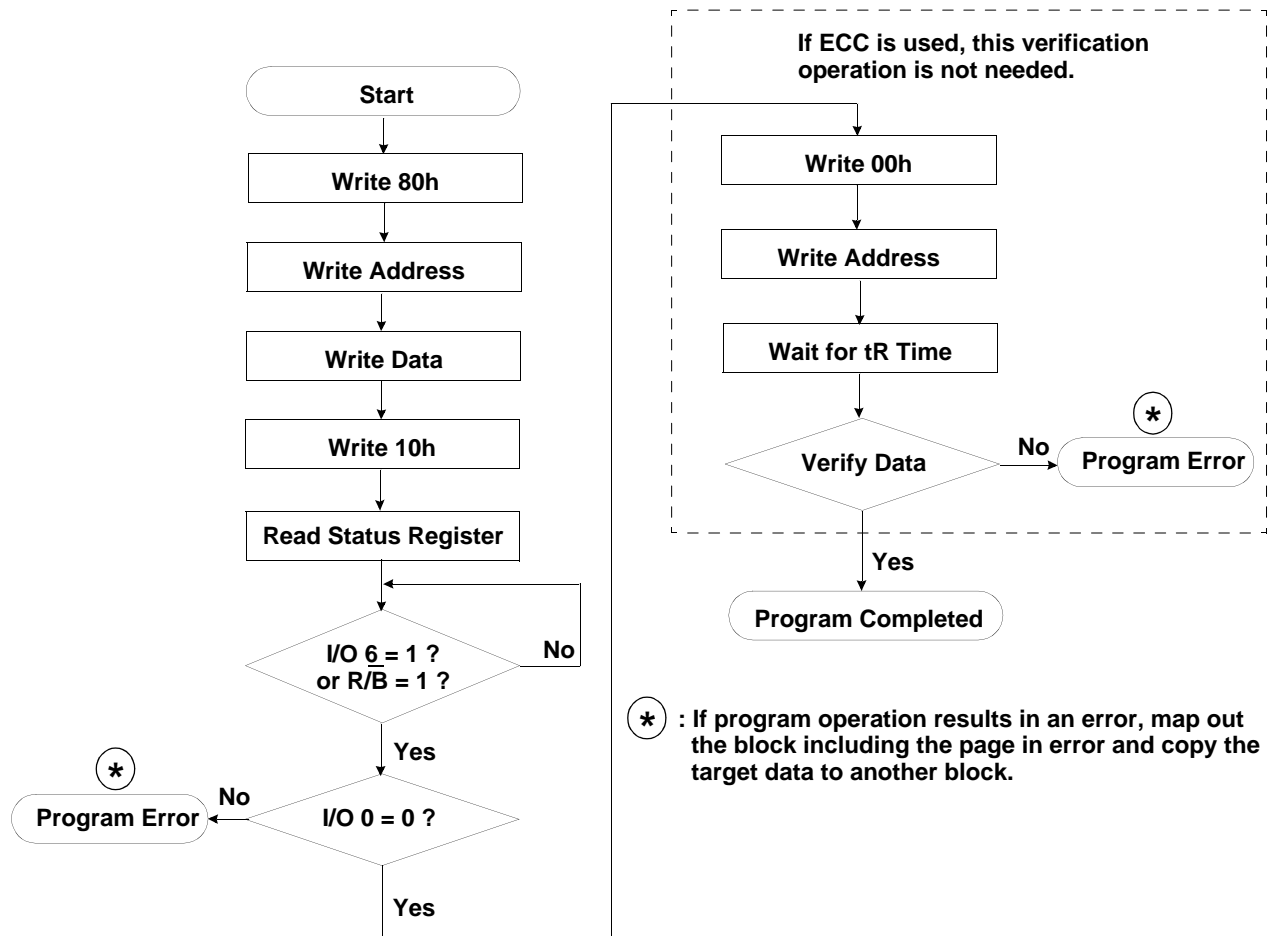 Start
Write 80h
Write Address
Write Data
Write 10h
Read Status Register
I/O 6 = 1 ?
or R/B̅ = 1 ?
No
Yes
*
No
Program Error
I/O 0 = 0 ?
Yes
If ECC is used, this verification
operation is not needed.
Write 00h
Write Address
Wait for tR Time
Verify Data
No
*
Program Error
Yes
Program Completed
* : If program operation results in an error, map out
the block including the page in error and copy the
target data to another block.